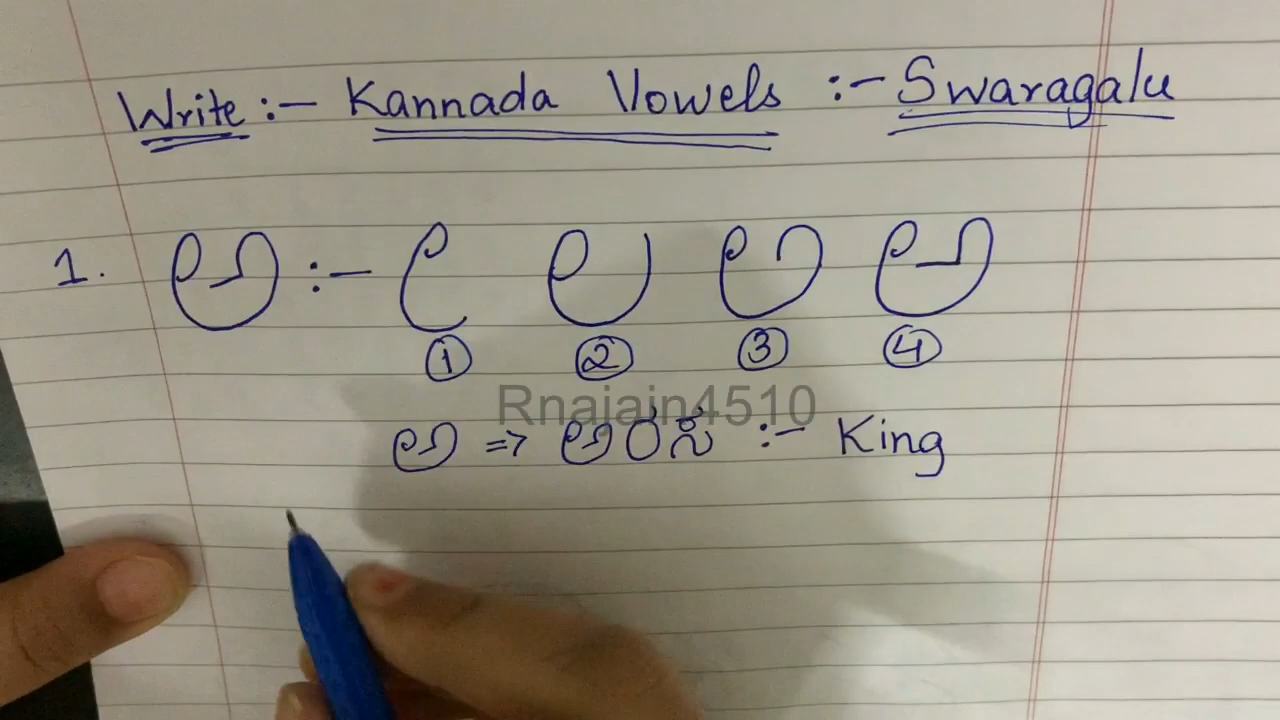 Write :- Kannada Vowels :- Swaragalu
1. ಅ :- ಅ
1 2 3 4
Rnajain4510
ಅ => ಅರಸ :- King